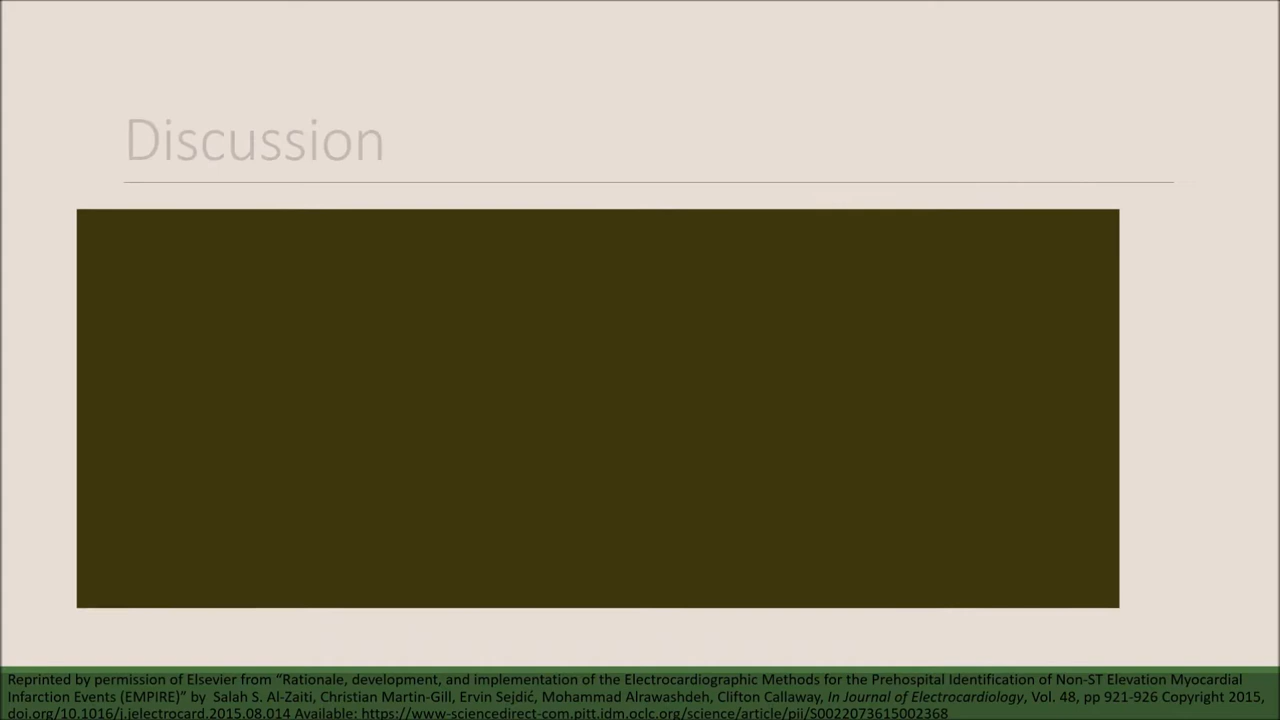 Discussion
Reprinted by permission of Elsevier from “Rationale, development, and implementation of the Electrocardiographic Methods for the Prehospital Identification of Non-ST Elevation Myocardial
Infarction Events (EMPIRE)” by Salah S. Al-Zaiti, Christian Martin-Gill, Ervin Sejdić, Mohammad Alrawashdeh, Clifton Callaway, In Journal of Electrocardiology, Vol. 48, pp 921-926 Copyright 2015,
doi.org/10.1016/j.jelectrocard.2015.08.014 Available: https://www-sciencedirect-com.pitt.idm.oclc.org/science/article/pii/S0022073615002368